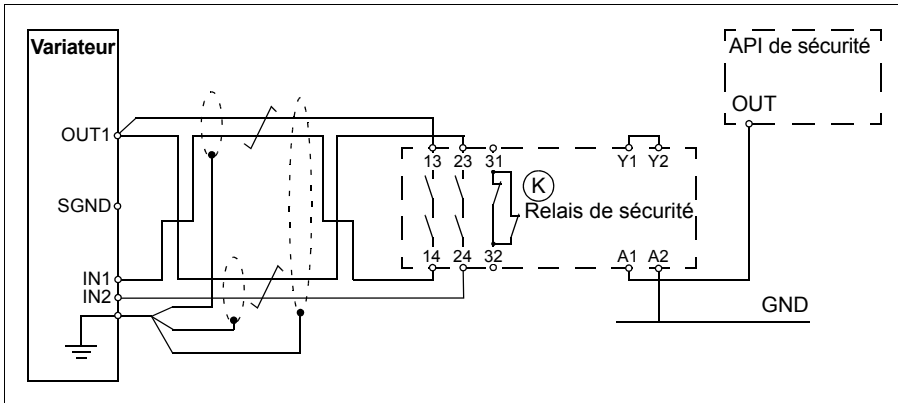 Variateur
API de sécurité
OUT
OUT1
13 23 31 Y1 Y2
K
SGND
Relais de sécurité
14 24 32 A1 A2
IN1
IN2
GND